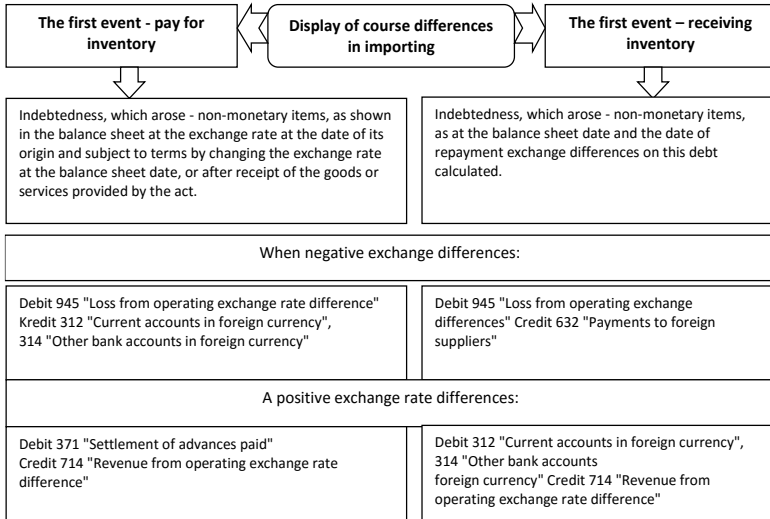 The first event - pay for
inventory
Display of course differences
in importing
The first event – receiving
inventory
Indebtedness, which arose - non-monetary items, as shown
in the balance sheet at the exchange rate at the date of its
origin and subject to terms by changing the exchange rate
at the balance sheet date, or after receipt of the goods or
services provided by the act.
Indebtedness, which arose - non-monetary items,
as at the balance sheet date and the date of
repayment exchange differences on this debt
calculated.
When negative exchange differences:
Debit 945 "Loss from operating exchange rate difference"
Kredit 312 "Current accounts in foreign currency",
314 "Other bank accounts in foreign currency"
Debit 945 "Loss from operating exchange
differences" Credit 632 "Payments to foreign
suppliers"
A positive exchange rate differences:
Debit 371 "Settlement of advances paid"
Credit 714 "Revenue from operating exchange rate
difference"
Debit 312 "Current accounts in foreign currency",
314 "Other bank accounts
foreign currency" Credit 714 "Revenue from
operating exchange rate difference"